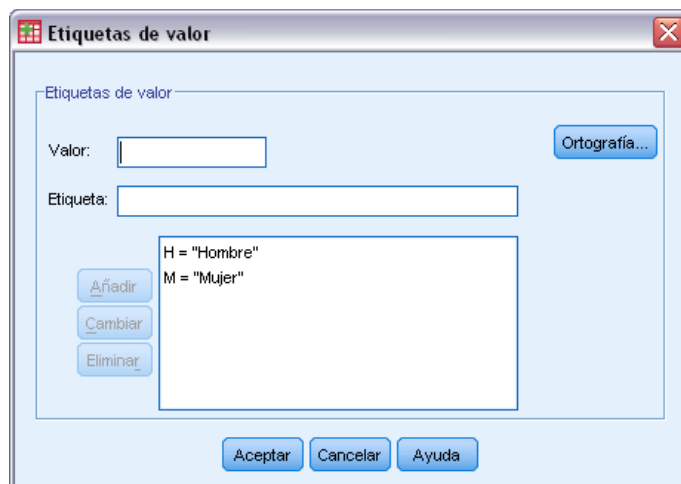 Etiquetas de valor
Etiquetas de valor
Valor:
Ortografía...
Etiqueta:
H = "Hombre"
M = "Mujer"
Añadir
Cambiar
Eliminar
Aceptar Cancelar Ayuda